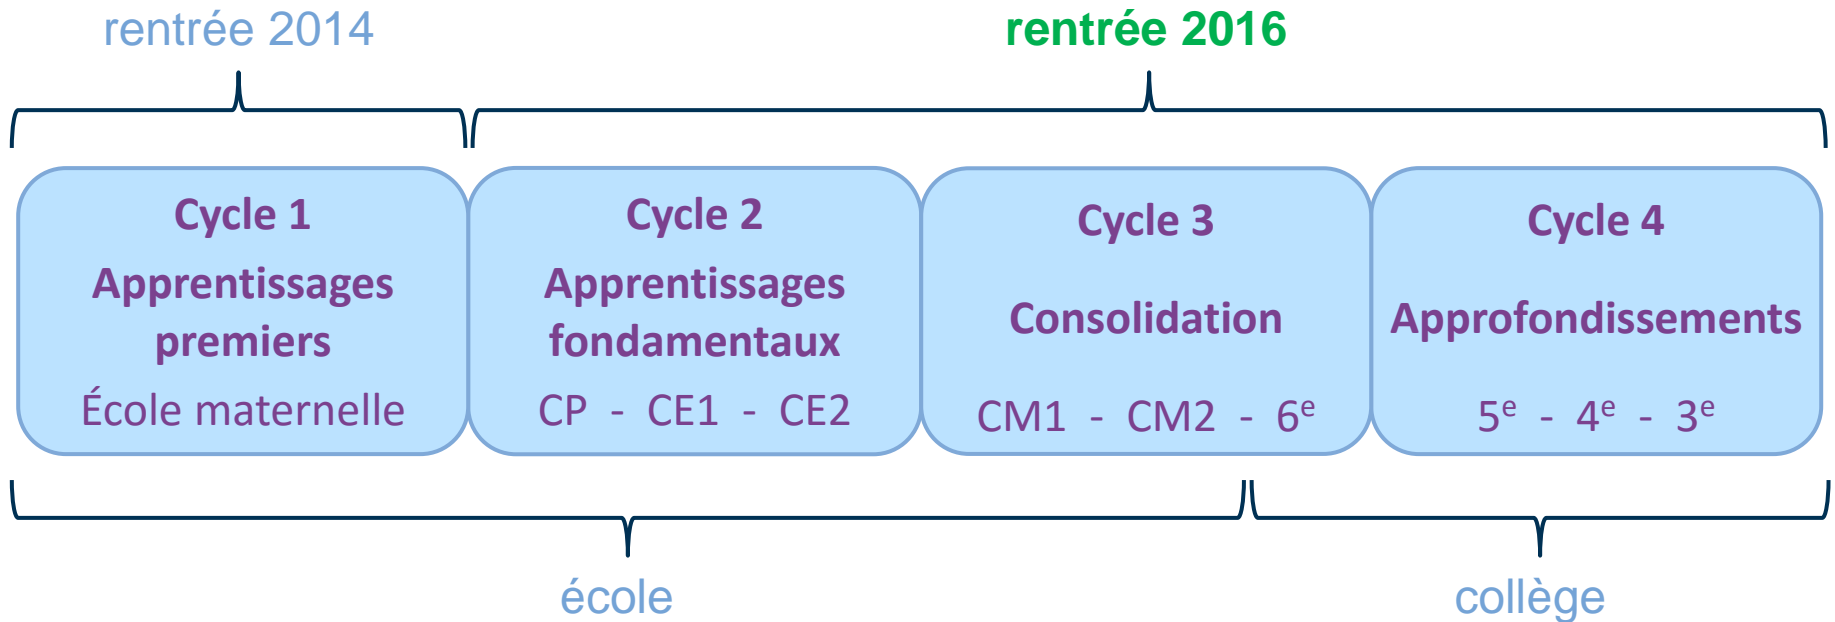 rentrée 2014
rentrée 2016
Cycle 1
Apprentissages
premiers
École maternelle
Cycle 2
Apprentissages
fondamentaux
CP - CE1 - CE2
Cycle 3
Consolidation
CM1 - CM2 - 6e
Cycle 4
Approfondissements
5e - 4e - 3e
école
collège